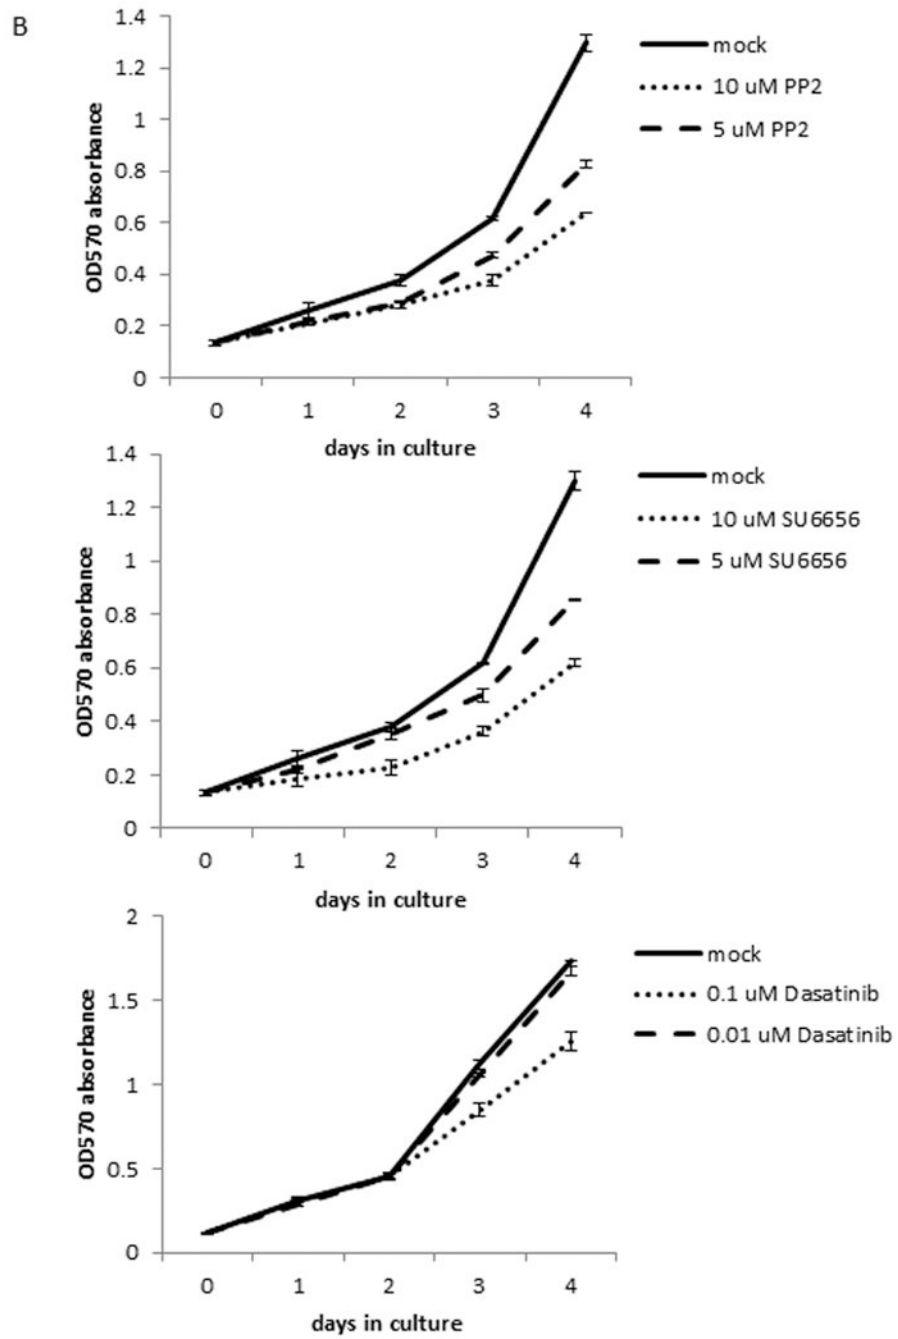 B
1.4
1.2
1
0.8
0.6
0.4
0.2
0
OD570 absorbance
0 1 2 3 4
days in culture
mock
10 uM PP2
5 uM PP2
1.4
1.2
1
0.8
0.6
0.4
0.2
0
OD570 absorbance
0 1 2 3 4
days in culture
mock
10 uM SU6656
5 uM SU6656
2
1.5
1
0.5
0
OD570 absorbance
0 1 2 3 4
days in culture
mock
0.1 uM Dasatinib
0.01 uM Dasatinib